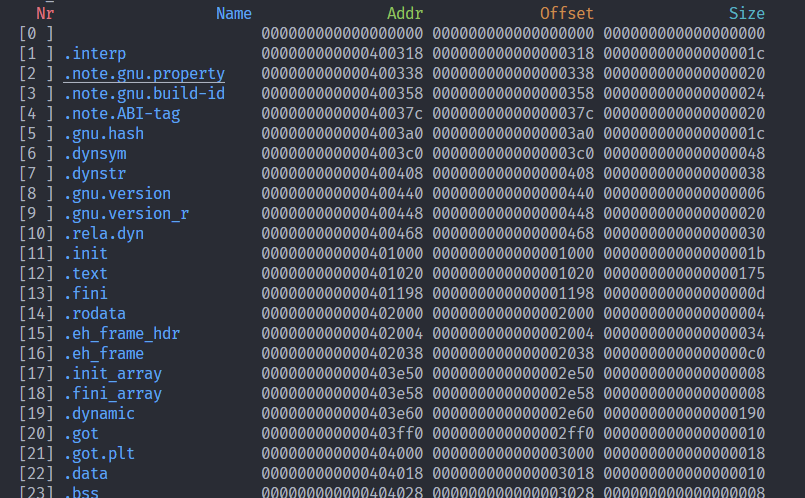 Nr Name Addr Offset Size
[0 ] 0000000000000000 0000000000000000 0000000000000000
[1 ] .interp 0000000000400318 0000000000000318 000000000000001c
[2 ] .note.gnu.property 0000000000400338 0000000000000338 0000000000000020
[3 ] .note.gnu.build-id 0000000000400358 0000000000000358 0000000000000024
[4 ] .note.ABI-tag 000000000040037c 000000000000037c 0000000000000020
[5 ] .gnu.hash 00000000004003a0 00000000000003a0 000000000000001c
[6 ] .dynsym 00000000004003c0 00000000000003c0 0000000000000048
[7 ] .dynstr 0000000000400408 0000000000000408 0000000000000038
[8 ] .gnu.version 0000000000400440 0000000000000440 0000000000000006
[9 ] .gnu.version_r 0000000000400448 0000000000000448 0000000000000020
[10] .rela.dyn 0000000000400468 0000000000000468 0000000000000030
[11] .init 0000000000401000 0000000000001000 000000000000001b
[12] .text 0000000000401020 0000000000001020 0000000000000175
[13] .fini 0000000000401198 0000000000001198 000000000000000d
[14] .rodata 0000000000402000 0000000000002000 0000000000000004
[15] .eh_frame_hdr 0000000000402004 0000000000002004 0000000000000034
[16] .eh_frame 0000000000402038 0000000000002038 00000000000000c0
[17] .init_array 0000000000403e50 0000000000002e50 0000000000000008
[18] .fini_array 0000000000403e58 0000000000002e58 0000000000000008
[19] .dynamic 0000000000403e60 0000000000002e60 0000000000000190
[20] .got 0000000000403ff0 0000000000002ff0 0000000000000010
[21] .got.plt 0000000000404000 0000000000003000 0000000000000018
[22] .data 0000000000404018 0000000000003018 0000000000000010
[23] .bss 0000000000404028 0000000000003028 0000000000000008